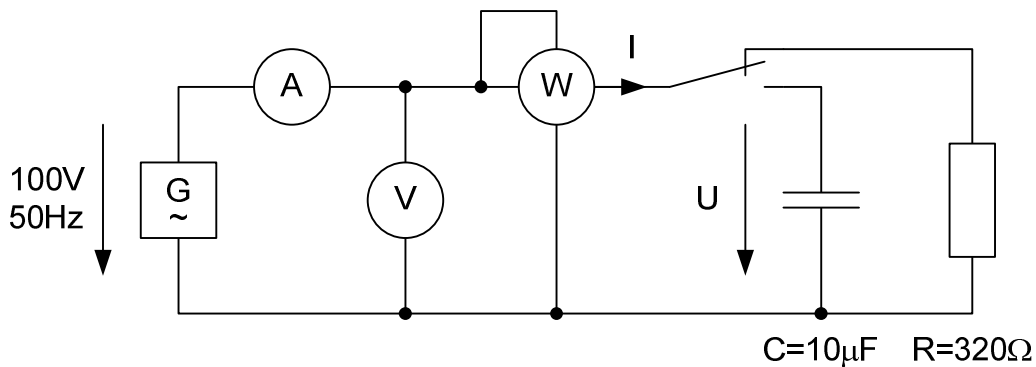 I
A
W
100V
50Hz
G
~
V
U
C=10µF R=320Ω